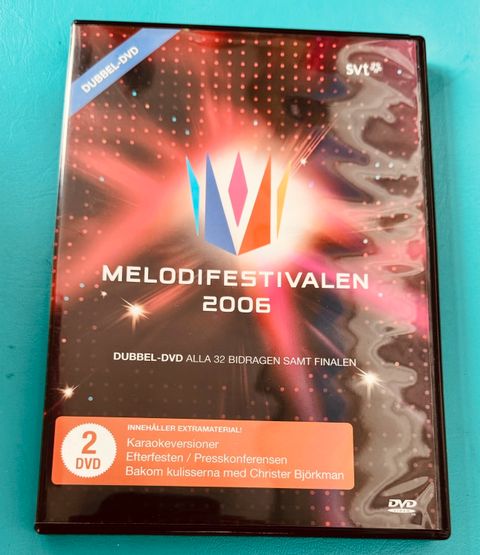 DUBBEL-DVD
svt
MELODIFESTIVALEN
2006
DUBBEL-DVD ALLA 32 BIDRAGEN SAMT FINALEN
2
DVD
INNEHÅLLER EXTRAMATERIAL:
Karaokeversioner
Efterfesten / Presskonferensen
Bakom kulisserna med Christer Björkman
DVD
VIDEO